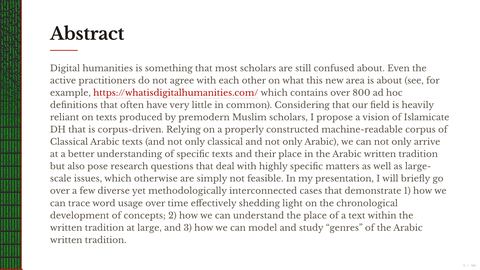 Abstract
Digital humanities is something that most scholars are still confused about. Even the
active practitioners do not agree with each other on what this new area is about (see, for
example, https://whatisdigitalhumanities.com/ which contains over 800 ad hoc
definitions that often have very little in common). Considering that our field is heavily
reliant on texts produced by premodern Muslim scholars, I propose a vision of Islamicate
DH that is corpus-driven. Relying on a properly constructed machine-readable corpus of
Classical Arabic texts (and not only classical and not only Arabic), we can not only arrive
at a better understanding of specific texts and their place in the Arabic written tradition
but also pose research questions that deal with highly specific matters as well as large-
scale issues, which otherwise are simply not feasible. In my presentation, I will briefly go
over a few diverse yet methodologically interconnected cases that demonstrate 1) how we
can trace word usage over time effectively shedding light on the chronological
development of concepts; 2) how we can understand the place of a text within the
written tradition at large, and 3) how we can model and study “genres” of the Arabic
written tradition.